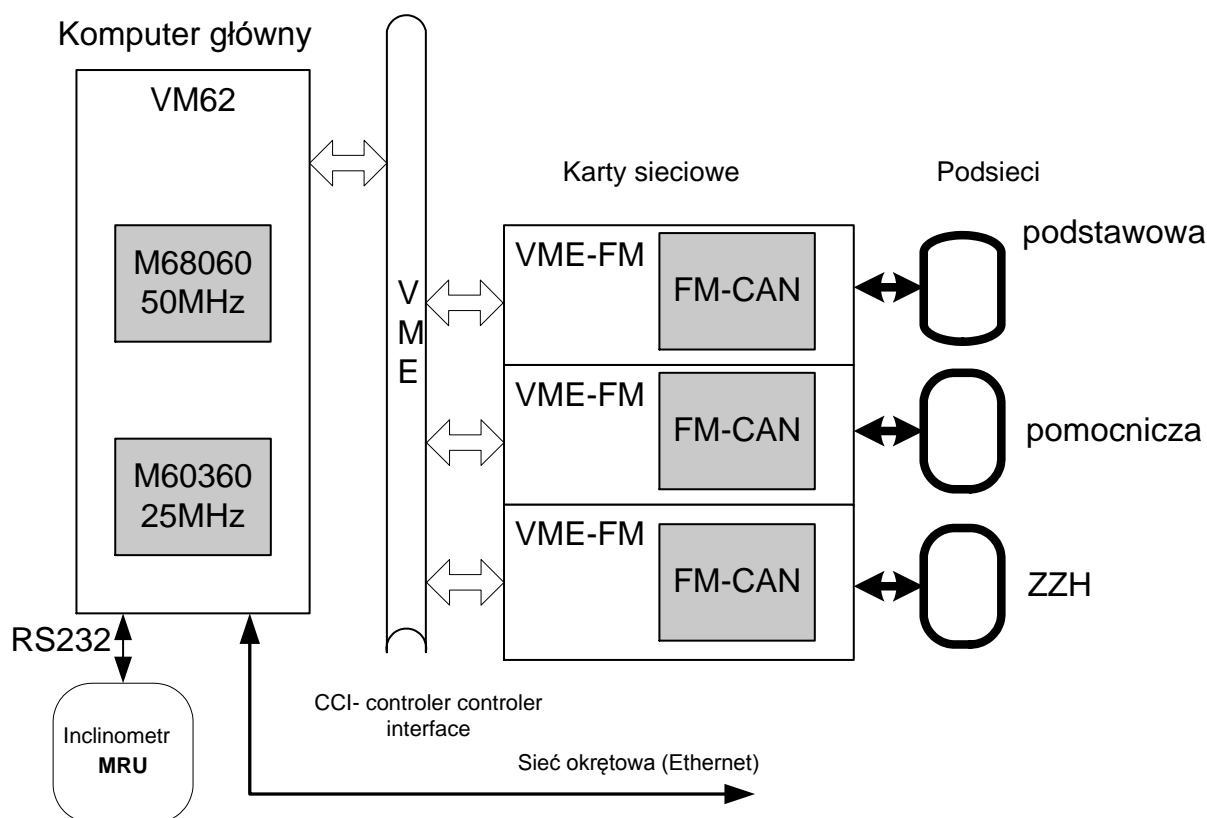 Komputer główny
VM62
M68060
50MHz
M60360
25MHz
RS232
Inclinometr
MRU
V
M
E
CCI- controler controler
interface
Sieć okrętowa (Ethernet)
Karty sieciowe
Podsieci
VME-FM
FM-CAN
podstawowa
VME-FM
FM-CAN
pomocnicza
VME-FM
FM-CAN
ZZH